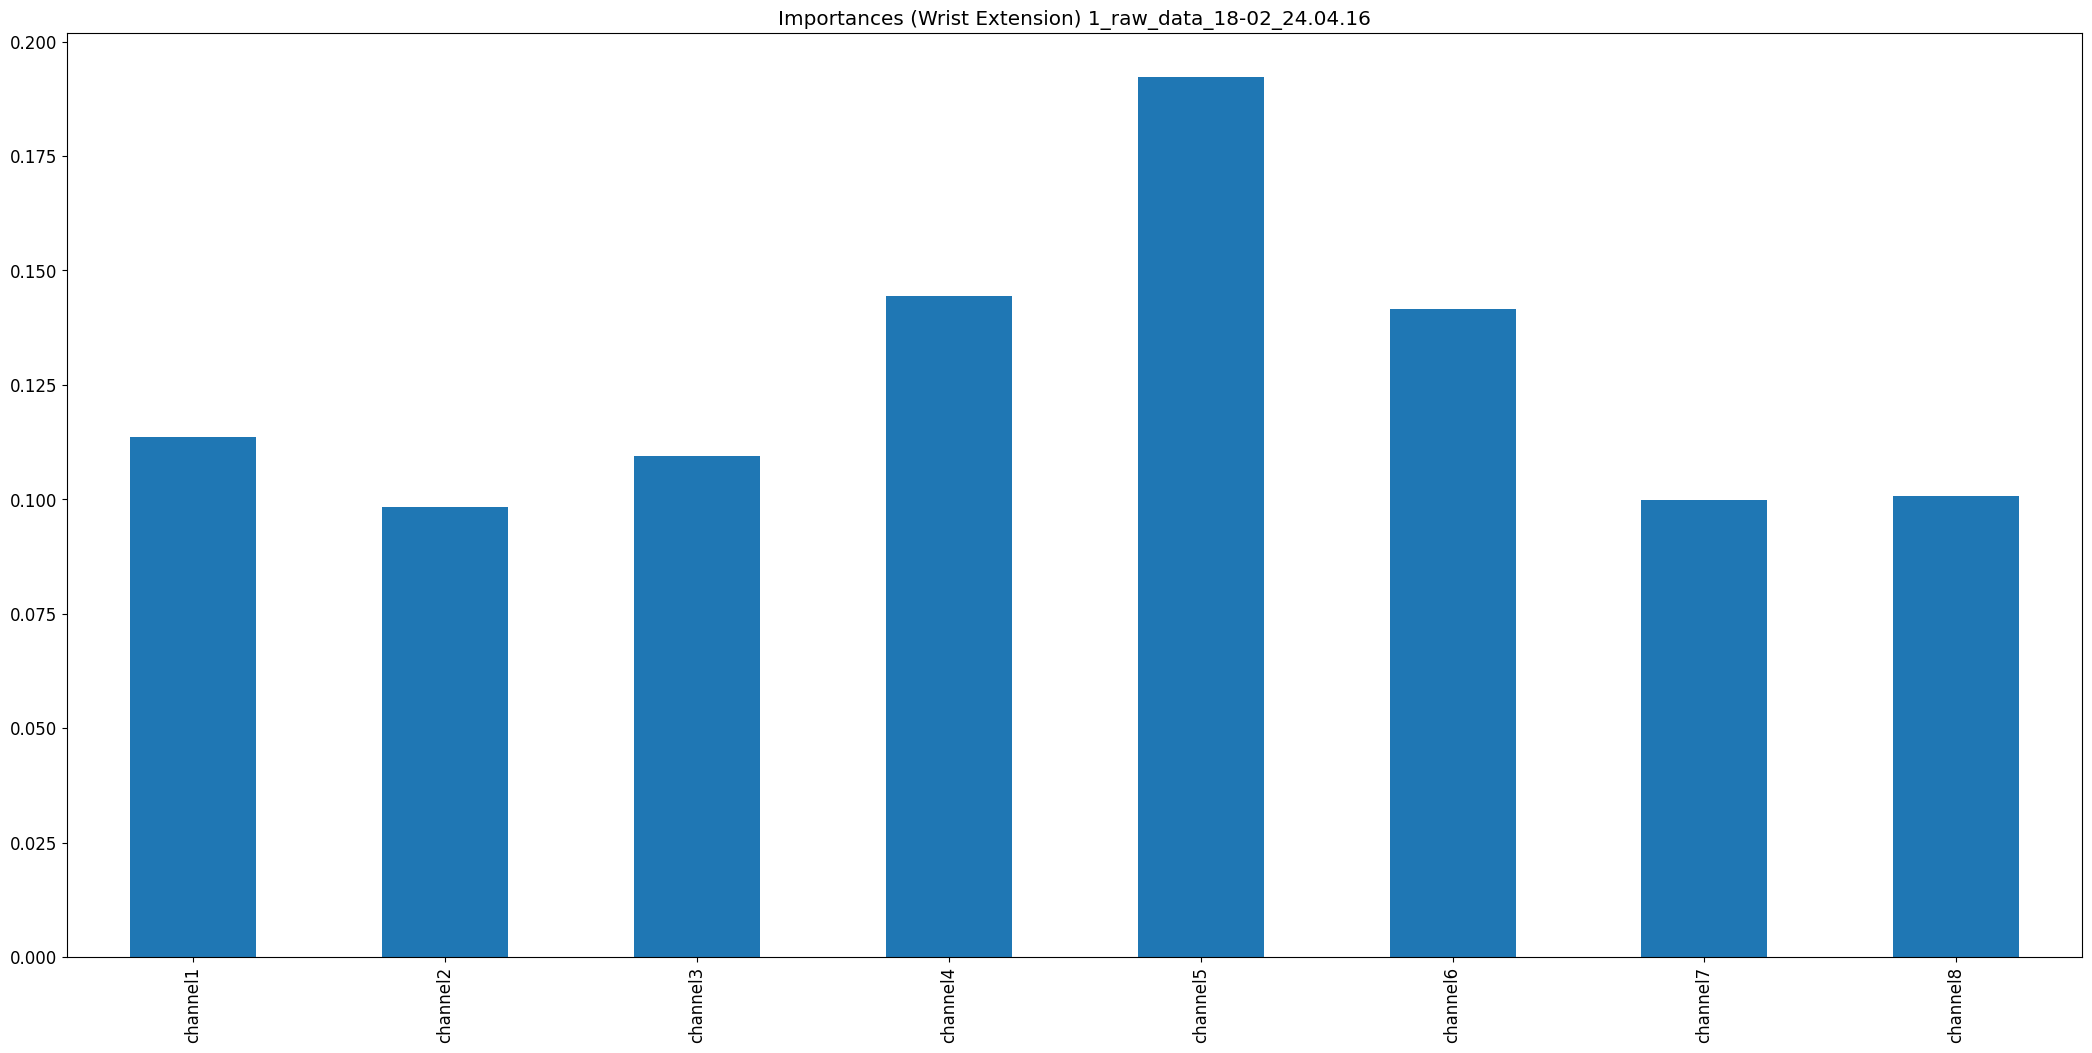 Importances (Wrist Extension) 1_raw_data_18-02_24.04.16
0.200
0.175
0.150
0.125
0.100
0.075
0.050
0.025
0.000
channel1
channel2
channel3
channel4
channel5
channel6
channel7
channel8